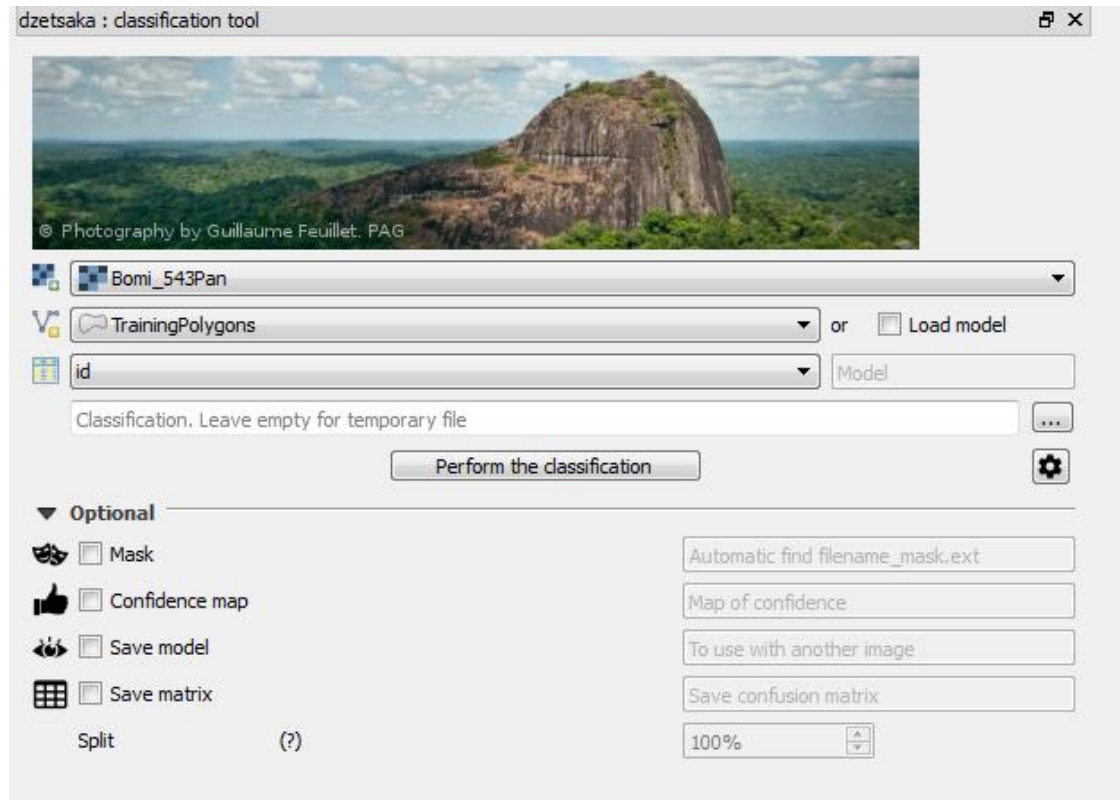 dzetsaka : classification tool
© Photography by Guillaume Feuillet. PAG
Bomi_543Pan
TrainingPolygons or Load model
id Model
Classification. Leave empty for temporary file ...
Perform the classification
Optional
Mask Automatic find filename_mask.ext
Confidence map Map of confidence
Save model To use with another image
Save matrix Save confusion matrix
Split (?) 100%